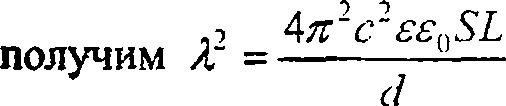 получим λ² = 4π²c²εε₀SL / d